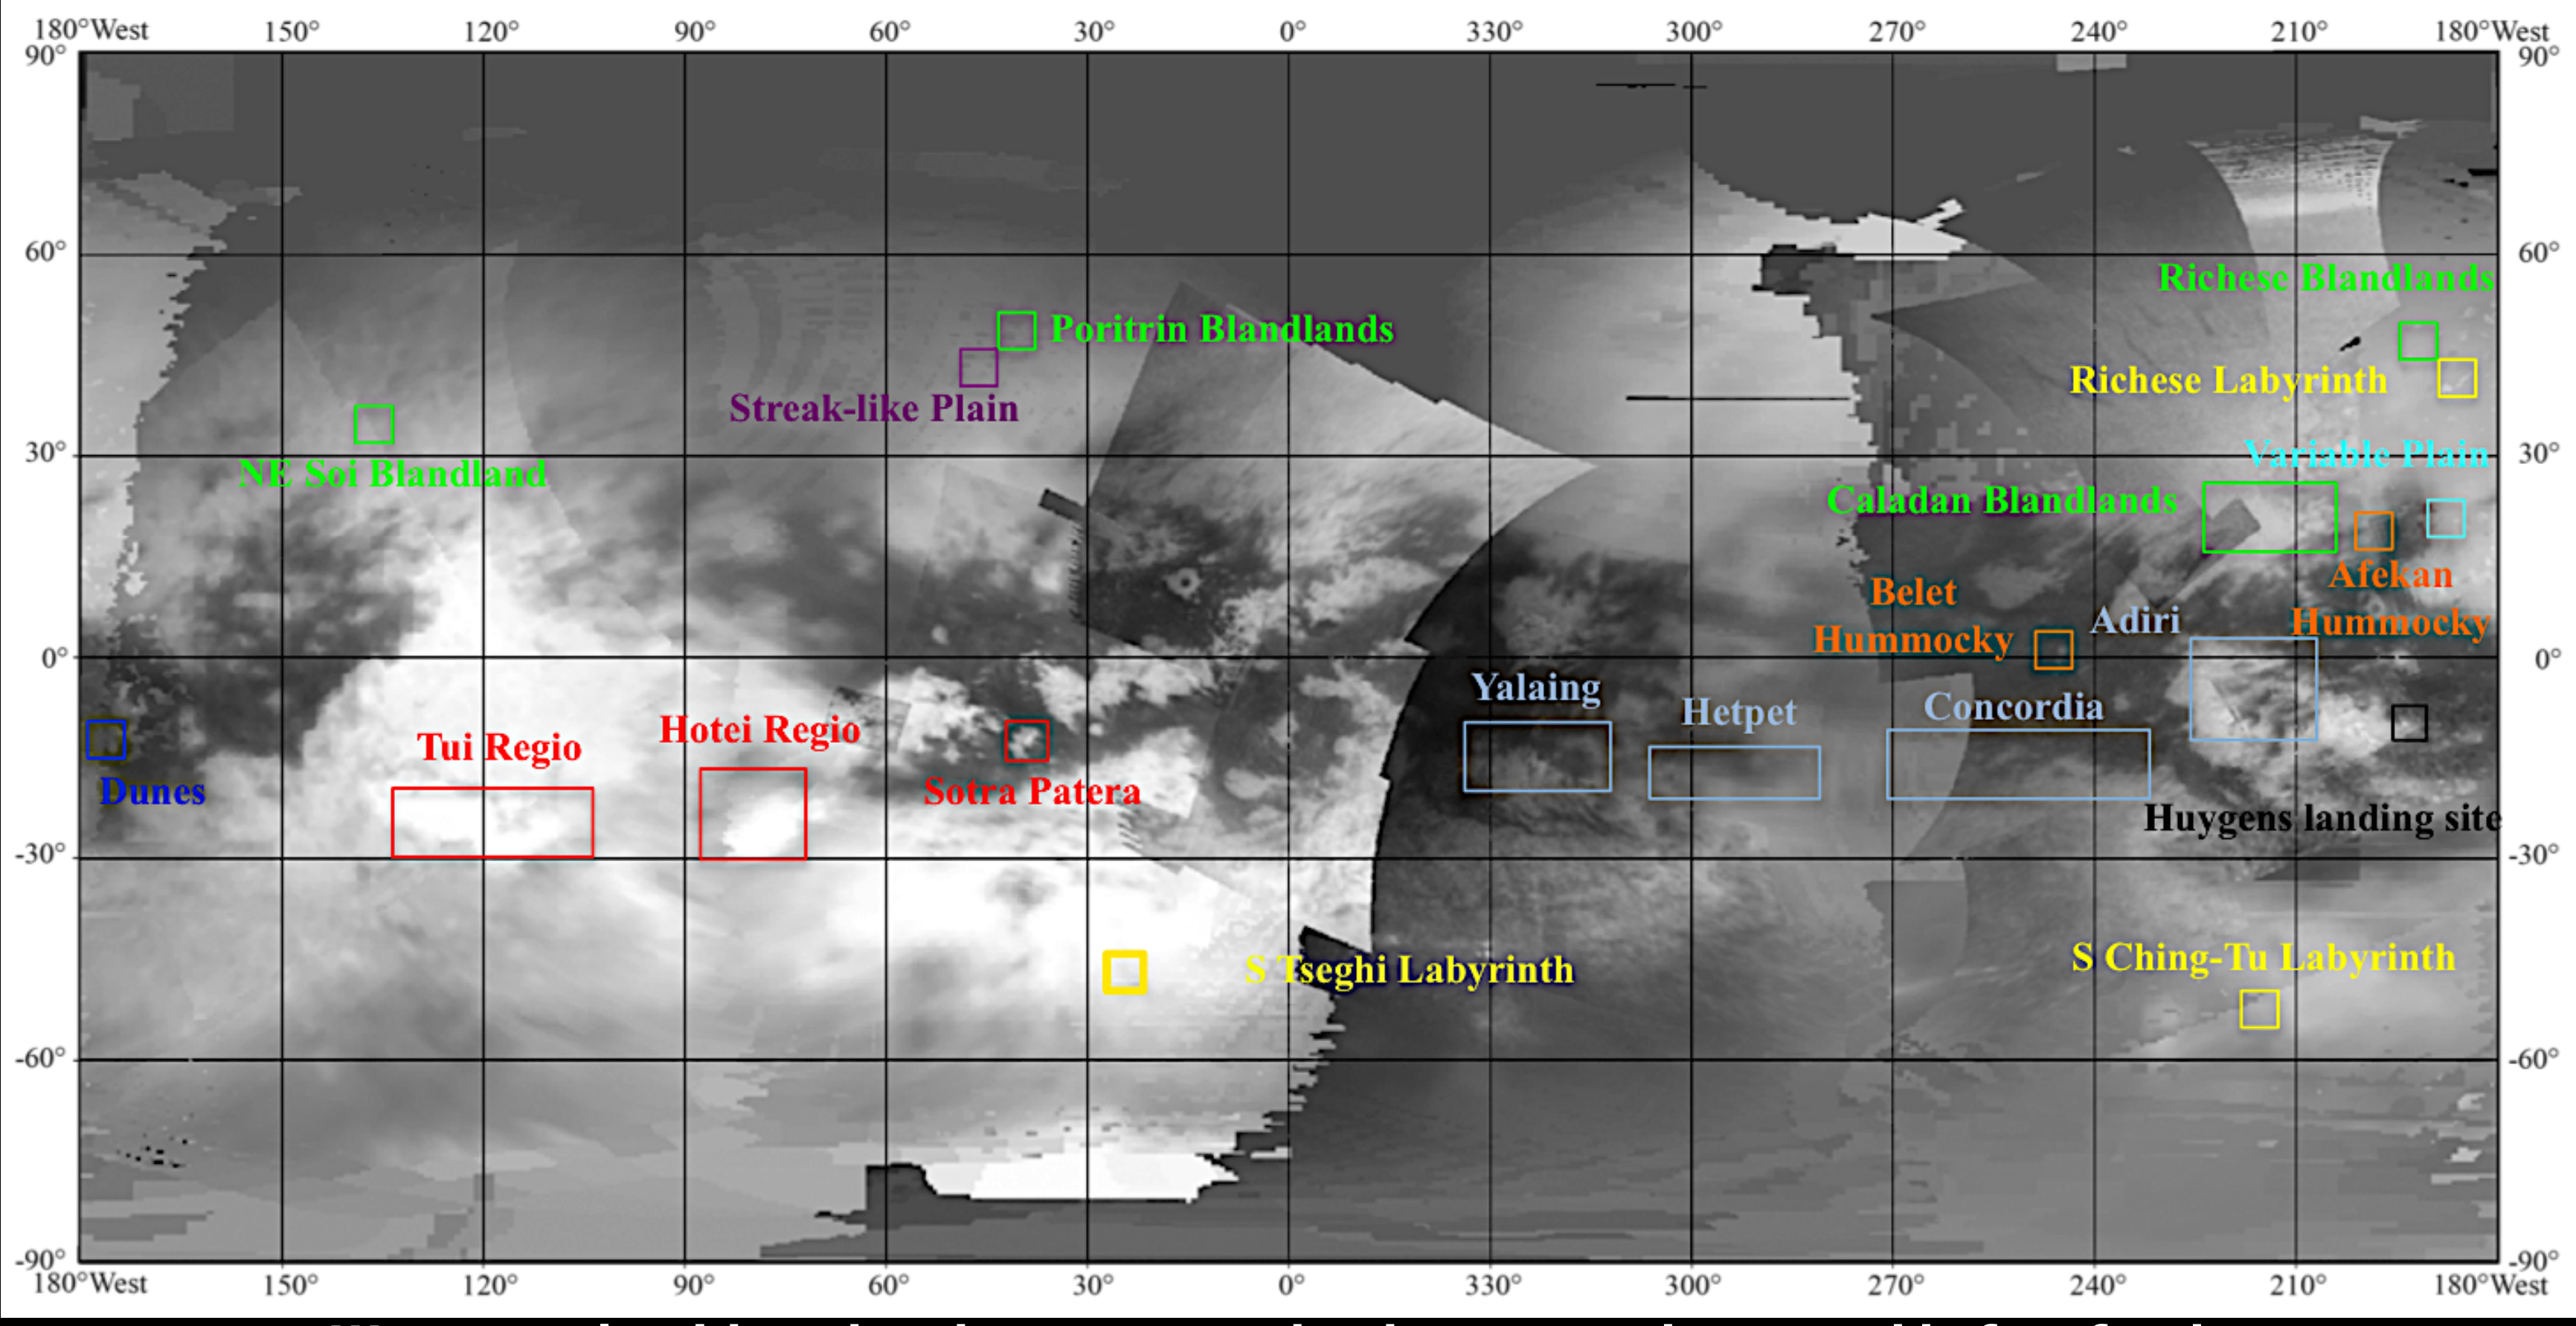 180°West 150° 120° 90° 60° 30° 0° 330° 300° 270° 240° 210° 180°West
90° 90°
60° 60°
Richese Blandlands
Poritrin Blandlands
Richese Labyrinth
Streak-like Plain
30° Variable Plain 30°
NE Soi Blandland
Caladan Blandlands
Afekan
Hummocky
Belet
Hummocky
Adiri
0° 0°
Yalaing
Hetpet
Concordia
Hotei Regio
Tui Regio
Dunes
Sotra Patera
Huygens landing site
-30° -30°
S Tseghi Labyrinth
S Ching-Tu Labyrinth
-60° -60°
-90° -90°
180°West 150° 120° 90° 60° 30° 0° 330° 300° 270° 240° 210° 180°West